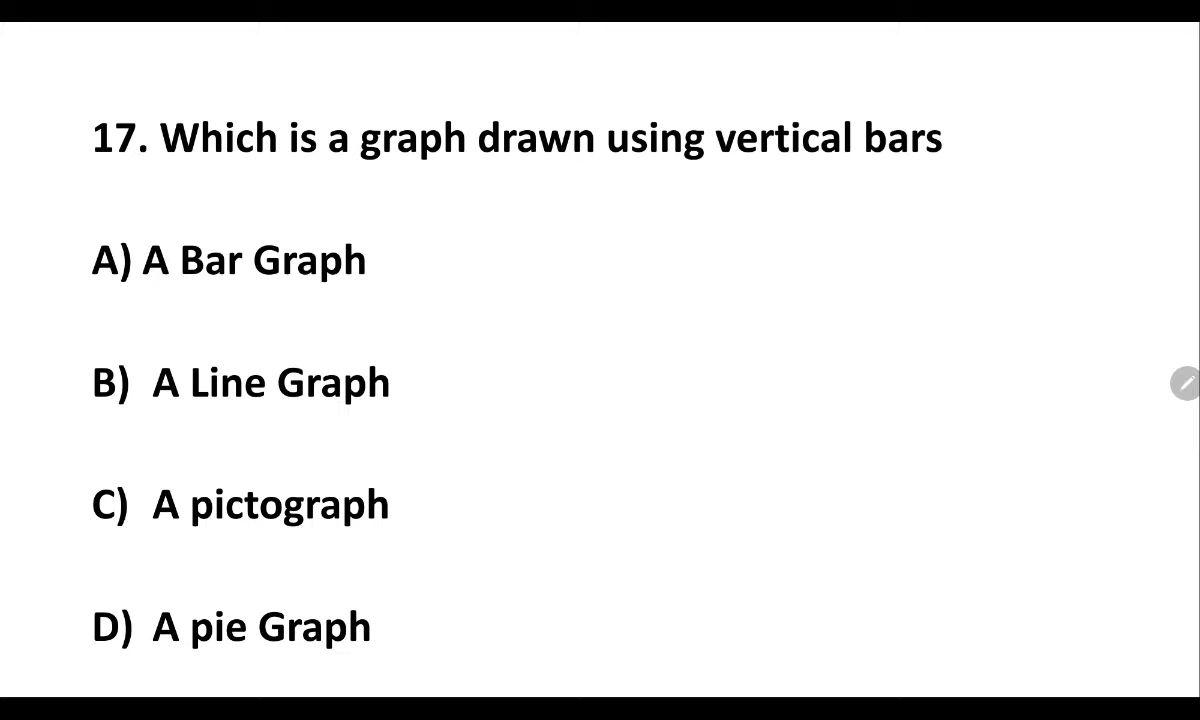 17. Which is a graph drawn using vertical bars
A) A Bar Graph
B) A Line Graph
C) A pictograph
D) A pie Graph